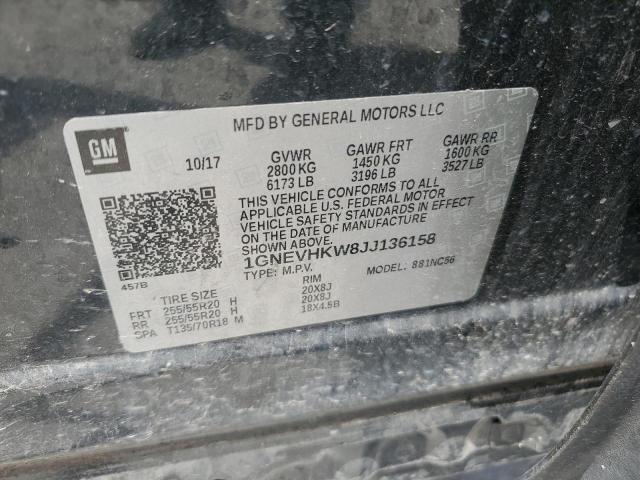 MFD BY GENERAL MOTORS LLC
GM
10/17
GVWR GAWR FRT GAWR RR
2800 KG 1450 KG 1600 KG
6173 LB 3196 LB 3527 LB
THIS VEHICLE CONFORMS TO ALL
APPLICABLE U.S. FEDERAL MOTOR
VEHICLE SAFETY STANDARDS IN EFFECT
ON THE DATE OF MANUFACTURE
SHOWN ABOVE.
1GNEVHKW8JJ136158
457B
TYPE: M.P.V. MODEL: 881NC56
TIRE SIZE RIM
FRT 255/55R20 H 20X8J
RR 255/55R20 H 20X8J
SPA T135/70R18 M 18X4.5B